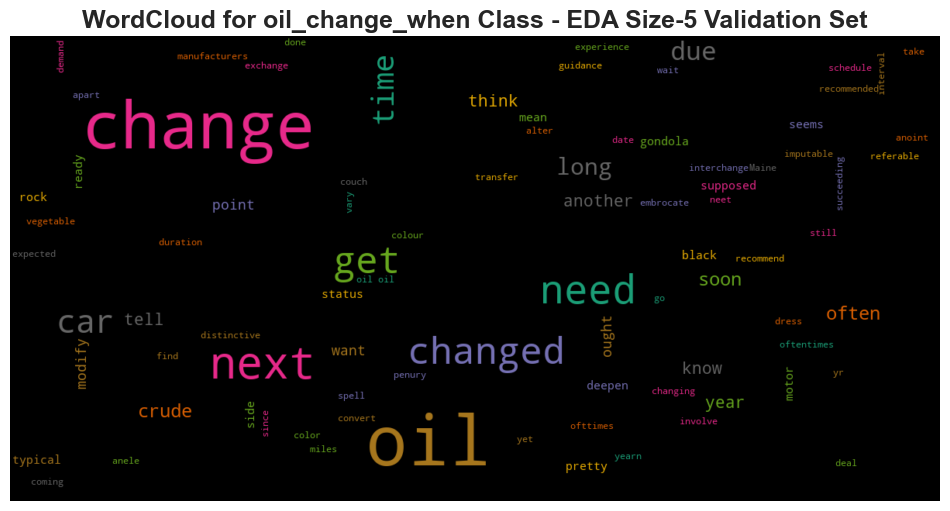 WordCloud for oil_change_when Class - EDA Size-5 Validation Set
demand
done
manufacturers
exchange
time
experience
due
take
guidance
wait
schedule
interval
apart
change
think
recommended
mean
alter
seems
date
gondola
anoint
ready
long
imputable
referable
transfer
interchange
Maine
succeeding
couch
supposed
rock
vary
point
another
embrocate
neet
vegetable
still
duration
colour
expected
get
black
recommend
oil oil
need
soon
status
go
car
tell
often
dress
distinctive
ought
modify
find
next
want
changed
oftentimes
know
penury
deepen
motor
yr
spell
changing
crude
side
since
convert
oil
year
involve
ofttimes
color
yet
miles
typical
anele
pretty
yearn
deal
coming